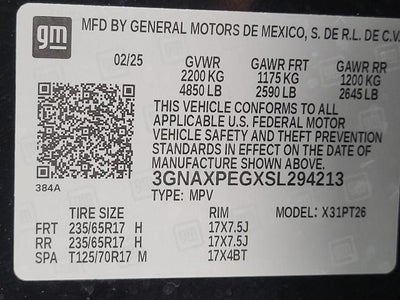 gm
MFD BY GENERAL MOTORS DE MEXICO, S. DE R.L. DE C.V.
02/25 GVWR GAWR FRT GAWR RR
2200 KG 1175 KG 1200 KG
4850 LB 2590 LB 2645 LB
THIS VEHICLE CONFORMS TO ALL
APPLICABLE U.S. FEDERAL MOTOR
VEHICLE SAFETY AND THEFT PREVENTION
STANDARDS IN EFFECT ON THE DATE OF
MANUFACTURE SHOWN ABOVE.
384A
3GNAXPEGXSL294213
TYPE: MPV
TIRE SIZE RIM MODEL: X31PT26
FRT 235/65R17 H 17X7.5J
RR 235/65R17 H 17X7.5J
SPA T125/70R17 M 17X4BT